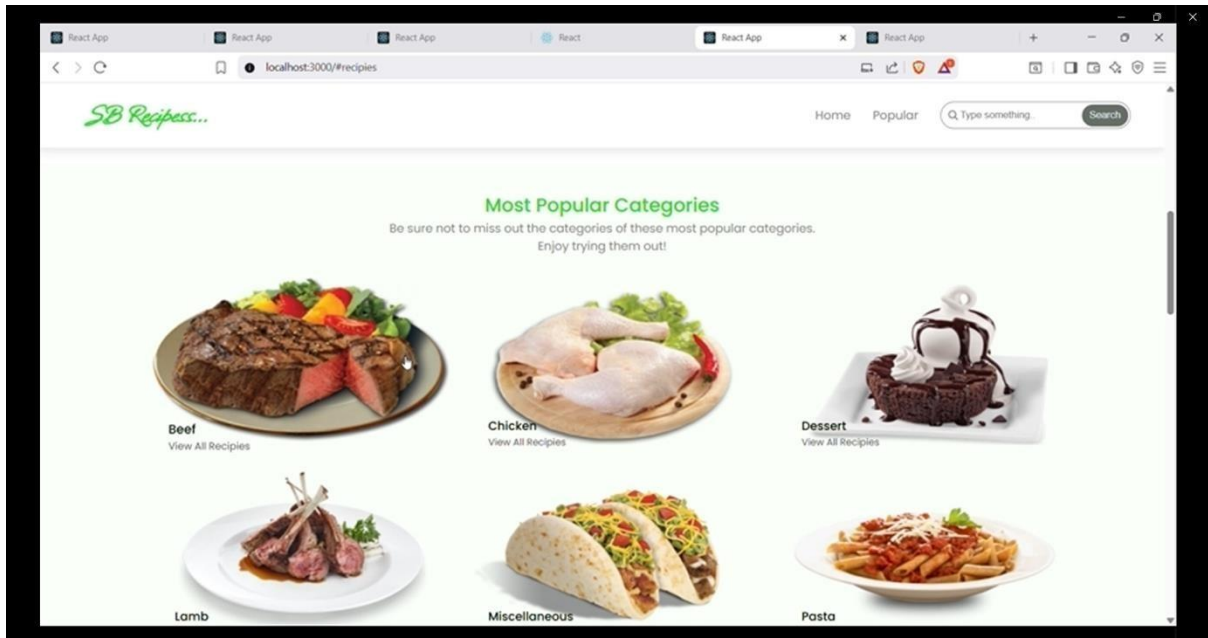 React App
React App
React App
React
React App
React App
localhost:3000/#recipies
SB Recipess...
Home
Popular
Type something..
Search
Most Popular Categories
Be sure not to miss out the categories of these most popular categories.
Enjoy trying them out!
Beef
View All Recipies
Chicken
View All Recipies
Dessert
View All Recipies
Lamb
Miscellaneous
Pasta